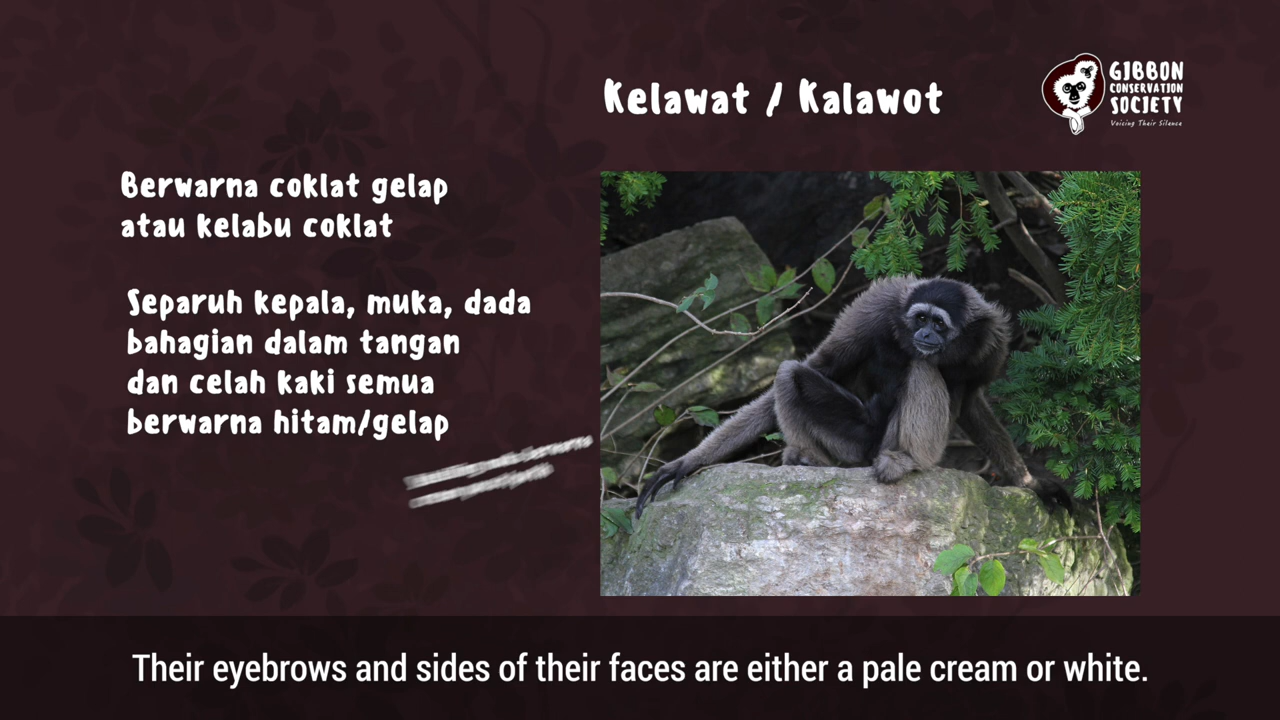 Kelawat / Kalawot
GIBBON
CONSERVATION
SOCIETY
Voicing Their Silence
Berwarna coklat gelap
atau kelabu coklat
Separuh kepala, muka, dada
bahagian dalam tangan
dan celah kaki semua
berwarna hitam/gelap
Their eyebrows and sides of their faces are either a pale cream or white.